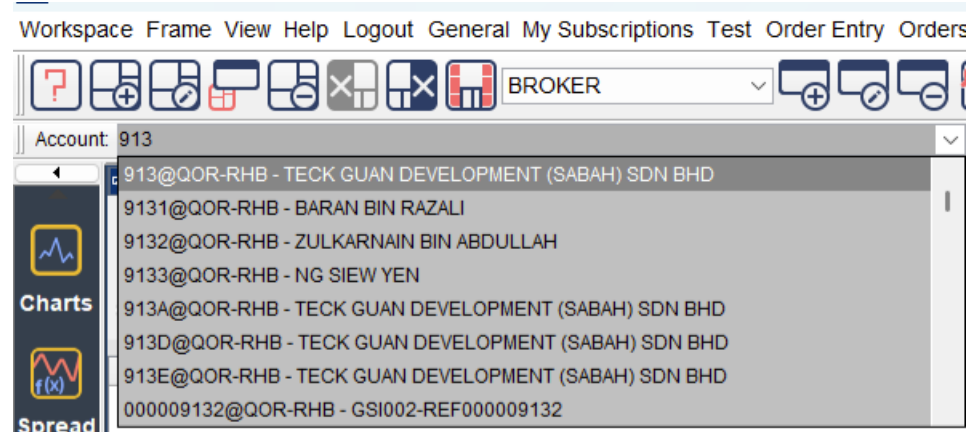 Workspace Frame View Help Logout General My Subscriptions Test Order Entry Orders
? BROKER
Account: 913
913@QOR-RHB - TECK GUAN DEVELOPMENT (SABAH) SDN BHD
9131@QOR-RHB - BARAN BIN RAZALI
9132@QOR-RHB - ZULKARNAIN BIN ABDULLAH
9133@QOR-RHB - NG SIEW YEN
Charts
913A@QOR-RHB - TECK GUAN DEVELOPMENT (SABAH) SDN BHD
913D@QOR-RHB - TECK GUAN DEVELOPMENT (SABAH) SDN BHD
f(x)
913E@QOR-RHB - TECK GUAN DEVELOPMENT (SABAH) SDN BHD
000009132@QOR-RHB - GSI002-REF000009132
Spread